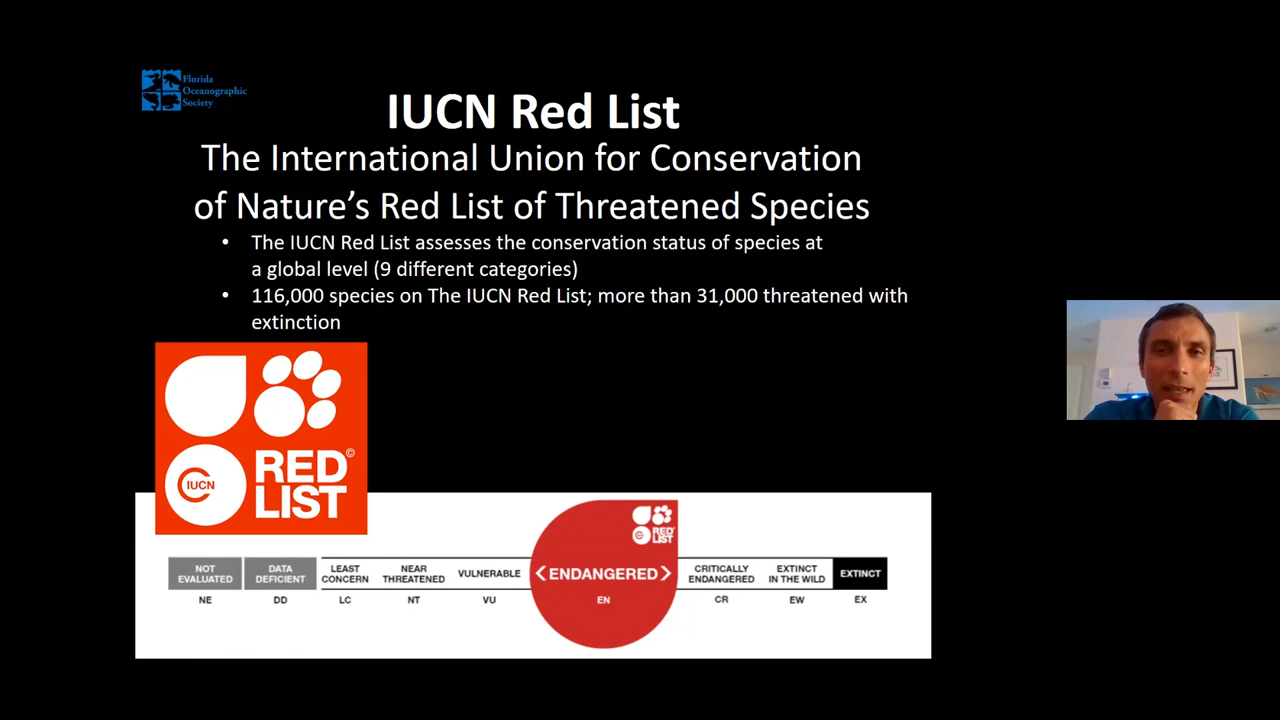 Florida
Oceanographic
Society
IUCN Red List
The International Union for Conservation
of Nature's Red List of Threatened Species
• The IUCN Red List assesses the conservation status of species at
a global level (9 different categories)
• 116,000 species on The IUCN Red List; more than 31,000 threatened with
extinction
IUCN
RED
LIST
©
RED
LIST
NOT
EVALUATED
DATA
DEFICIENT
LEAST
CONCERN
NEAR
THREATENED
VULNERABLE
<ENDANGERED>
CRITICALLY
ENDANGERED
EXTINCT
IN THE WILD
EXTINCT
NE
DD
LC
NT
VU
EN
CR
EW
EX